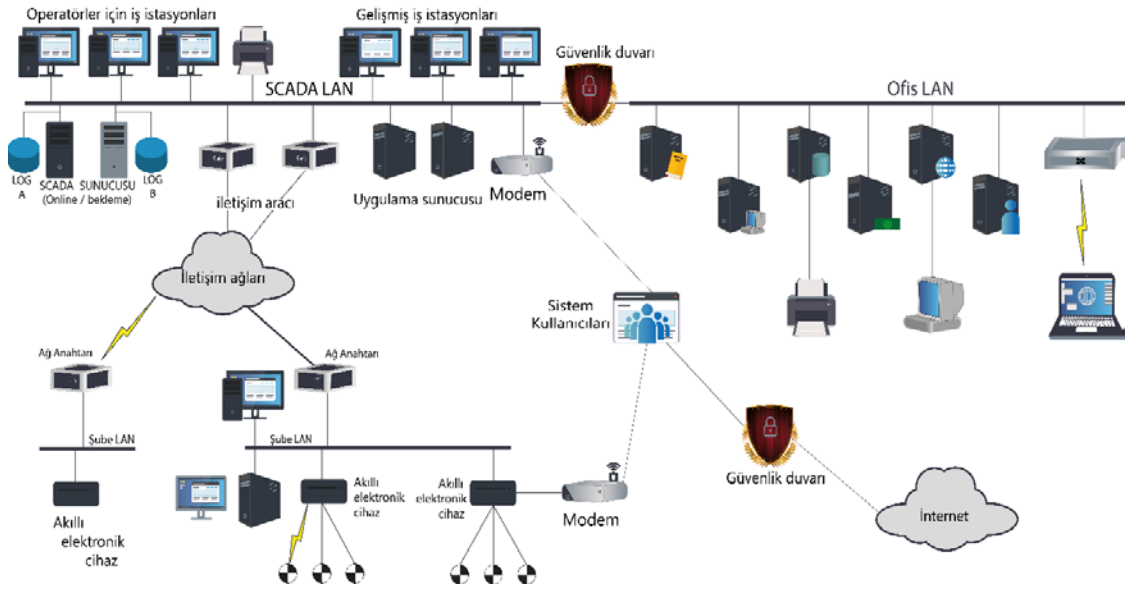 Operatörler için iş istasyonları
Gelişmiş iş istasyonları
Güvenlik duvarı
SCADA LAN
Ofis LAN
LOG
A
SCADA
SUNUCUSU
(Online / bekleme)
LOG
B
iletişim aracı
Uygulama sunucusu
Modem
İletişim ağları
Sistem
Kullanıcıları
Ağ Anahtarı
Ağ Anahtarı
Şube LAN
Şube LAN
Akıllı
elektronik
cihaz
Akıllı
elektronik
cihaz
Akıllı
elektronik
cihaz
Modem
Güvenlik duvarı
İnternet